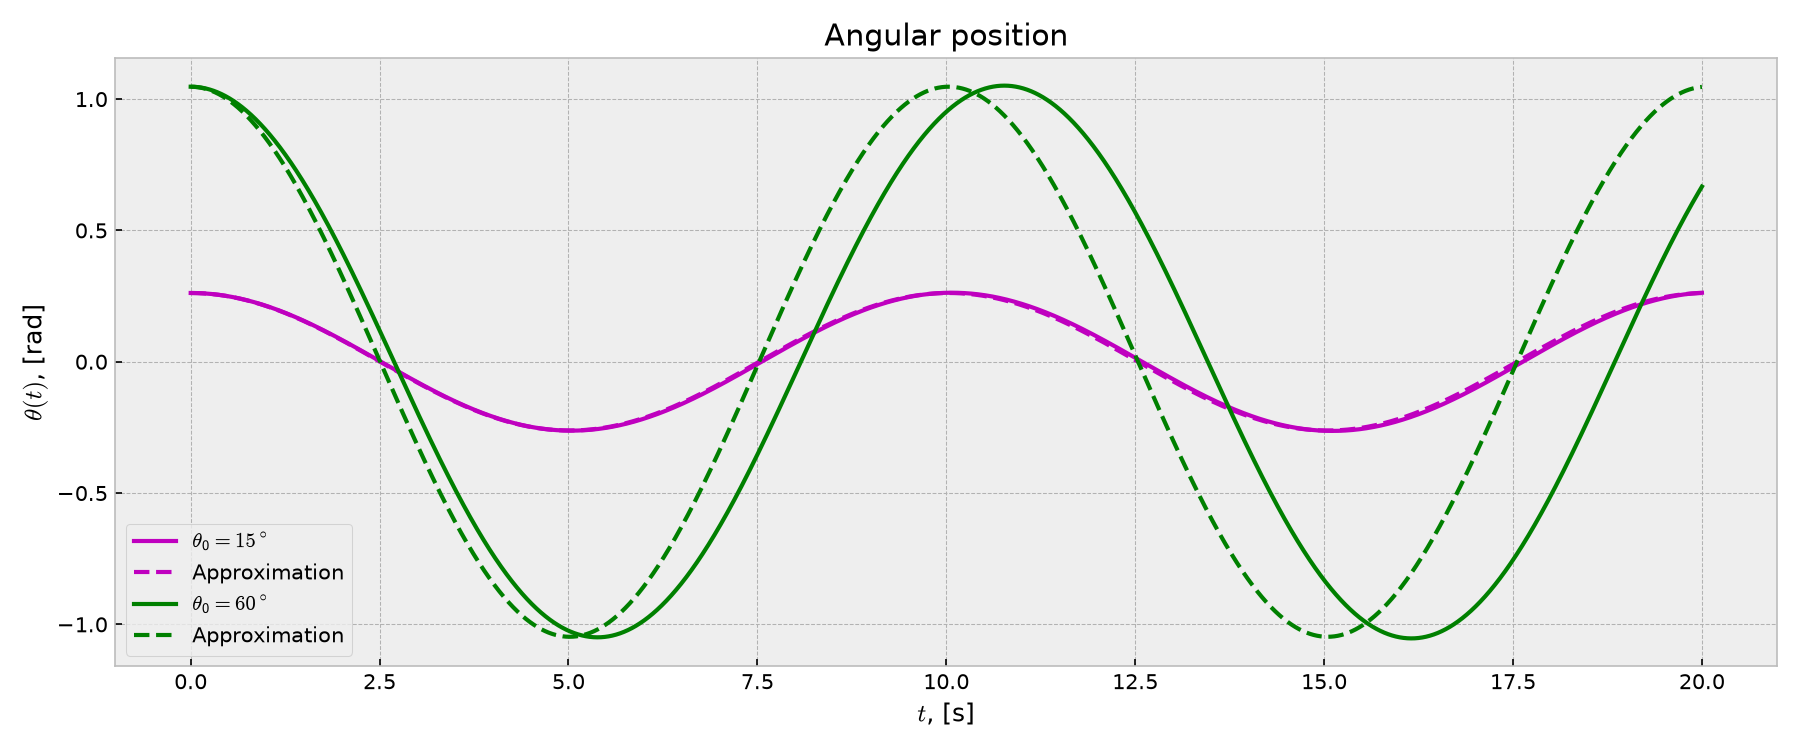 Angular position
θ(t), [rad]
1.0
0.5
0.0
−0.5
−1.0
θ₀ = 15°
Approximation
θ₀ = 60°
Approximation
0.0 2.5 5.0 7.5 10.0 12.5 15.0 17.5 20.0
t, [s]